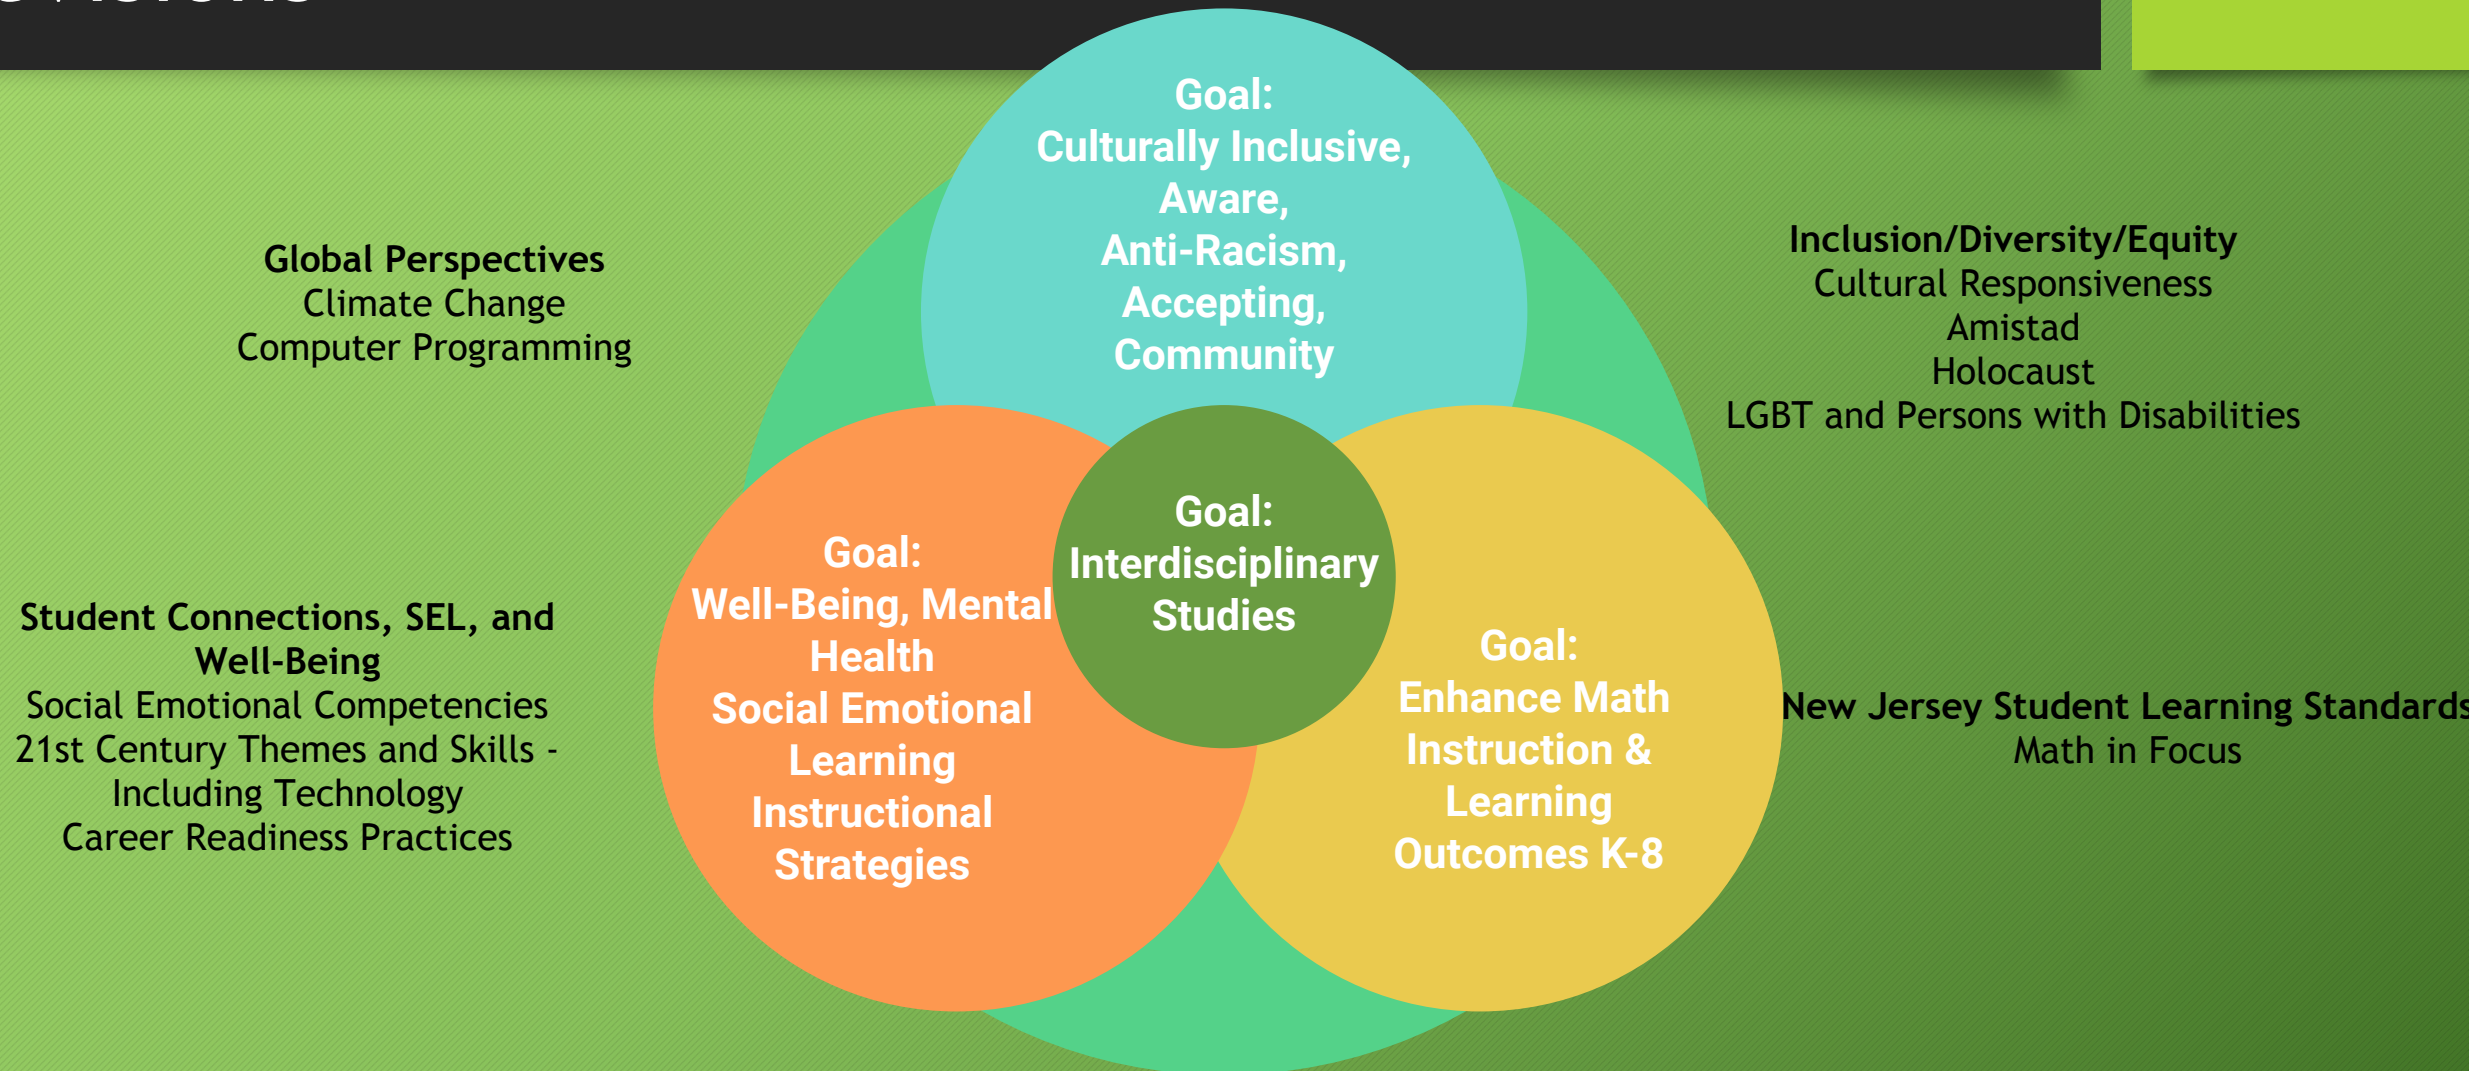 Goal:
Culturally Inclusive,
Aware,
Anti-Racism,
Accepting,
Community
Global Perspectives
Climate Change
Computer Programming
Inclusion/Diversity/Equity
Cultural Responsiveness
Amistad
Holocaust
LGBT and Persons with Disabilities
Goal:
Interdisciplinary
Studies
Goal:
Well-Being, Mental
Health
Social Emotional
Learning
Instructional
Strategies
Goal:
Enhance Math
Instruction &
Learning
Outcomes K-8
Student Connections, SEL, and
Well-Being
Social Emotional Competencies
21st Century Themes and Skills -
Including Technology
Career Readiness Practices
New Jersey Student Learning Standards
Math in Focus